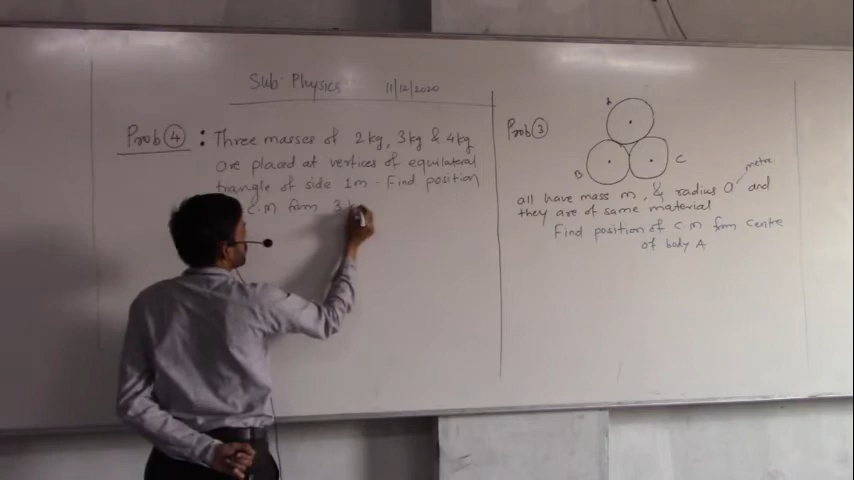 Sub: Physics 11/12/2020
Prob ④ : Three masses of 2kg, 3kg & 4kg
are placed at vertices of equilateral
triangle of side 1m. Find position
C.M from 3 k
Prob ③
A
B
C
metre
all have mass m, & radius a and
they are of same material
Find position of C.M from centre
of body A